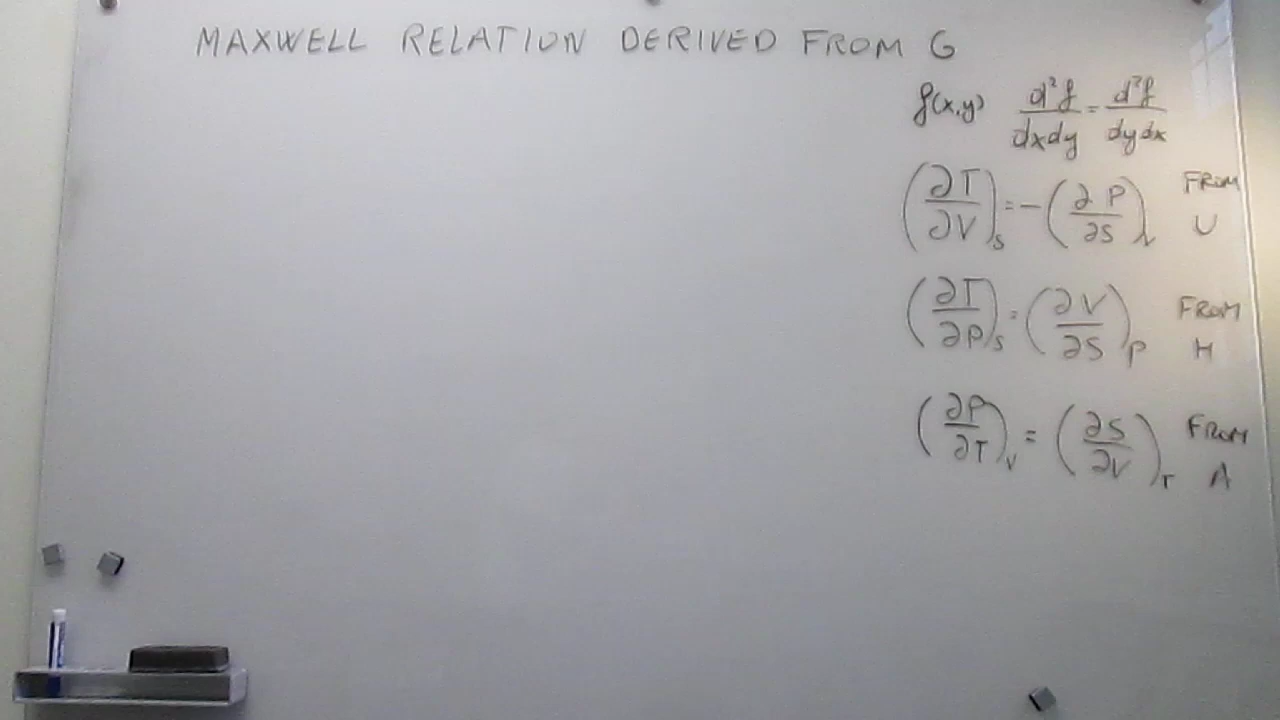 MAXWELL RELATION DERIVED FROM G
f(x,y) d²f/dxdy = d²f/dydx
(∂T/∂V)_S = -(∂P/∂S)_V FROM U
(∂T/∂P)_S = (∂V/∂S)_P FROM H
(∂P/∂T)_V = (∂S/∂V)_T FROM A